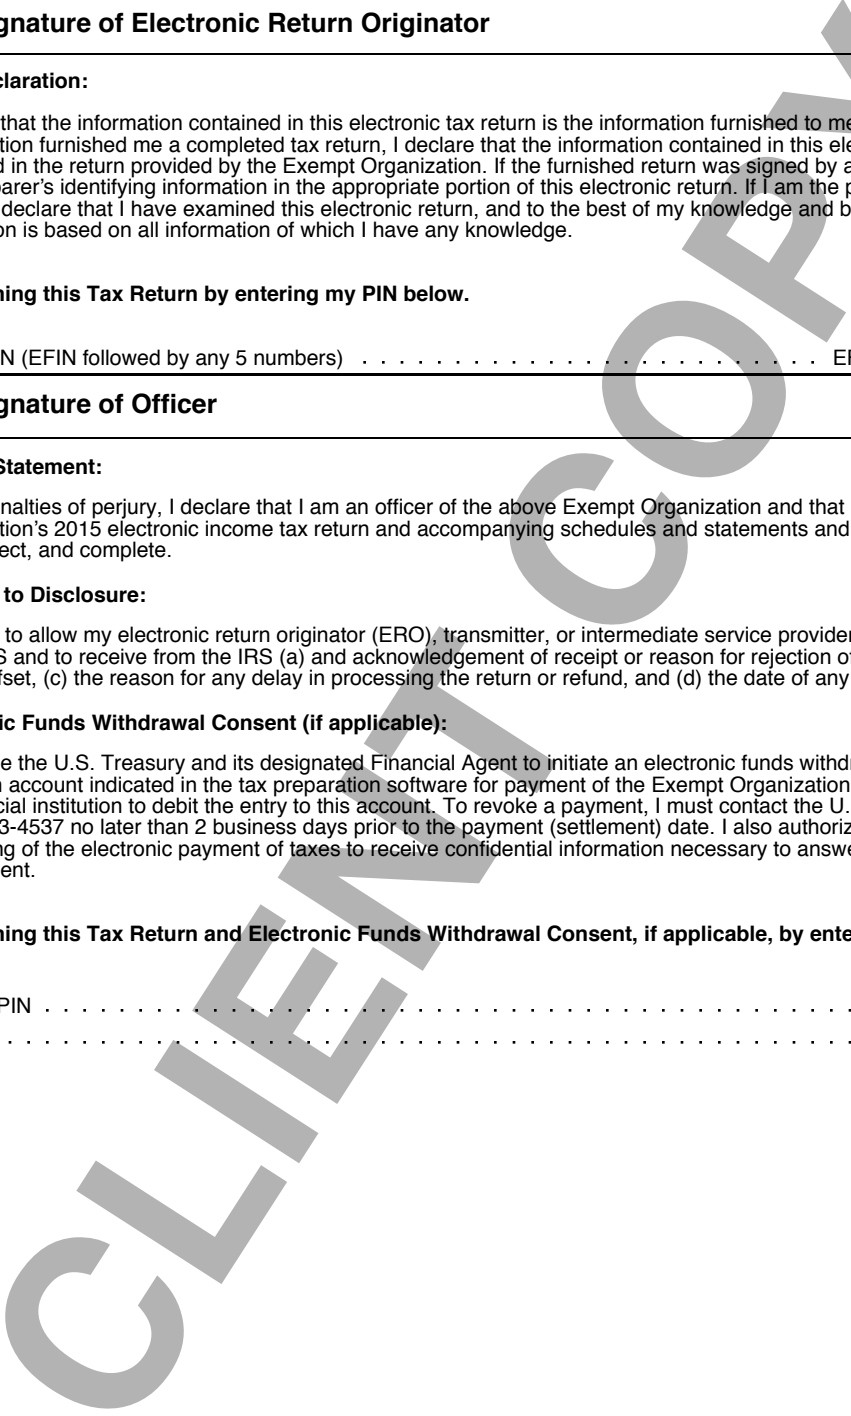 gnature of Electronic Return Originator
claration:
that the information contained in this electronic tax return is the information furnished to me
tion furnished me a completed tax return, I declare that the information contained in this ele
d in the return provided by the Exempt Organization. If the furnished return was signed by a
parer's identifying information in the appropriate portion of this electronic return. If I am the p
declare that I have examined this electronic return, and to the best of my knowledge and b
on is based on all information of which I have any knowledge.
ning this Tax Return by entering my PIN below.
N (EFIN followed by any 5 numbers) . . . . . . . . . . . . . . . . . . . . . . . . . EF
gnature of Officer
Statement:
nalties of perjury, I declare that I am an officer of the above Exempt Organization and that
tion's 2015 electronic income tax return and accompanying schedules and statements and
ect, and complete.
to Disclosure:
to allow my electronic return originator (ERO), transmitter, or intermediate service provider
S and to receive from the IRS (a) and acknowledgement of receipt or reason for rejection of
fset, (c) the reason for any delay in processing the return or refund, and (d) the date of any
ic Funds Withdrawal Consent (if applicable):
e the U.S. Treasury and its designated Financial Agent to initiate an electronic funds withdr
n account indicated in the tax preparation software for payment of the Exempt Organization
cial institution to debit the entry to this account. To revoke a payment, I must contact the U.
3-4537 no later than 2 business days prior to the payment (settlement) date. I also authoriz
ng of the electronic payment of taxes to receive confidential information necessary to answe
ent.
ning this Tax Return and Electronic Funds Withdrawal Consent, if applicable, by ente
PIN . . . . . . . . . . . . . . . . . . . . . . . . . . . . . . . . . . . . . . . . . . . .
. . . . . . . . . . . . . . . . . . . . . . . . . . . . . . . . . . . . . . . . . . . . . .
CLIENT COPY